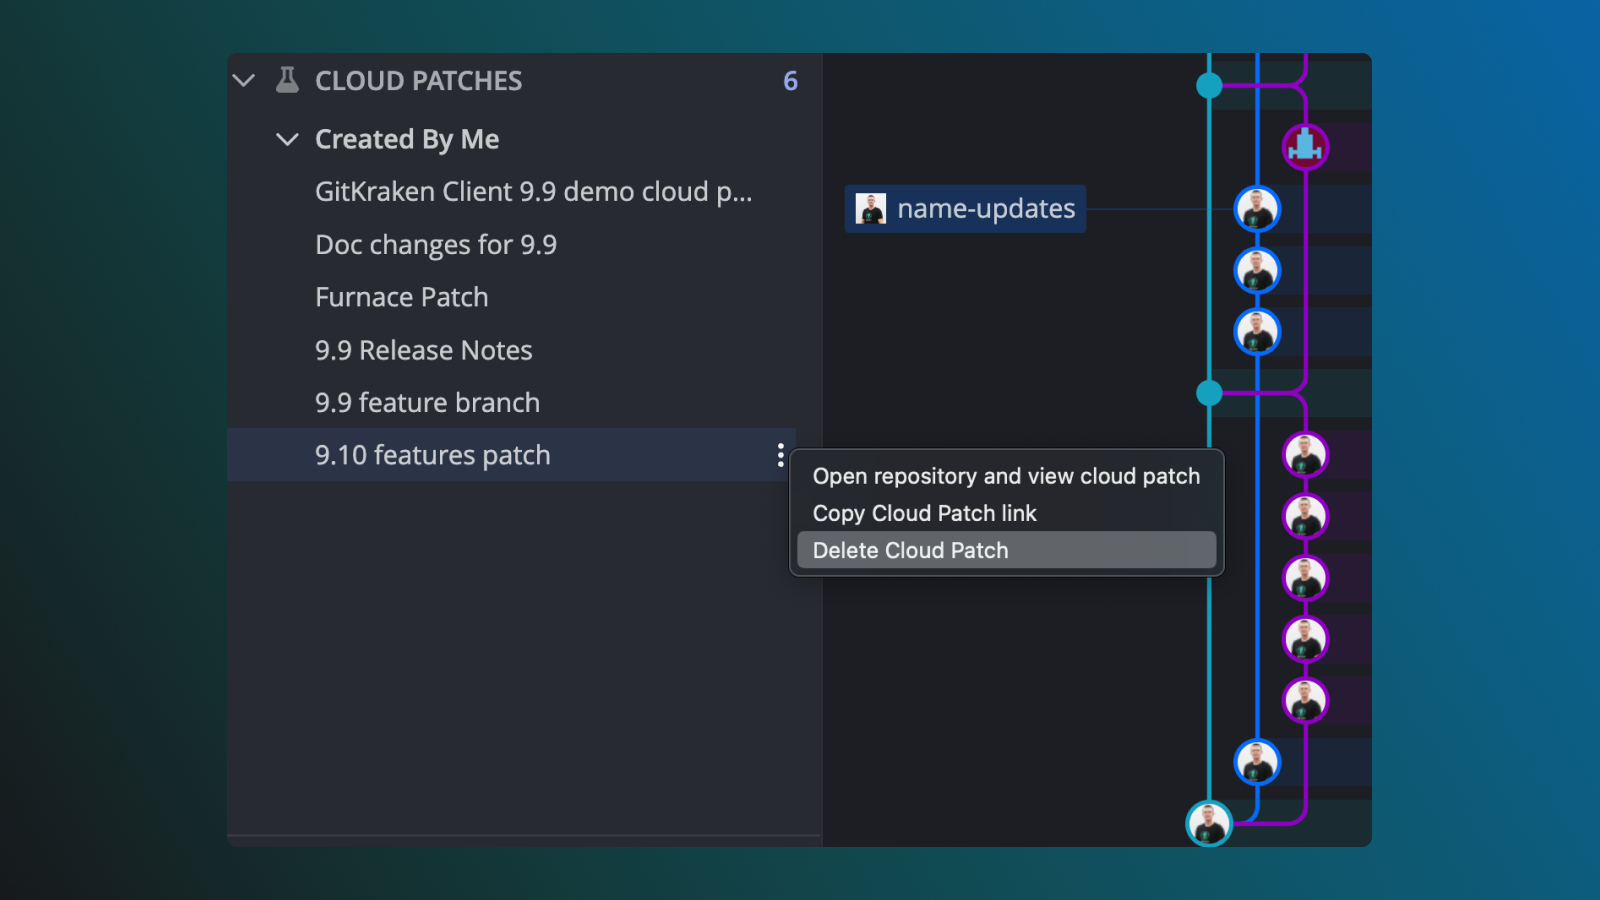 CLOUD PATCHES 6
Created By Me
GitKraken Client 9.9 demo cloud p...
Doc changes for 9.9
Furnace Patch
9.9 Release Notes
9.9 feature branch
9.10 features patch
name-updates
Open repository and view cloud patch
Copy Cloud Patch link
Delete Cloud Patch